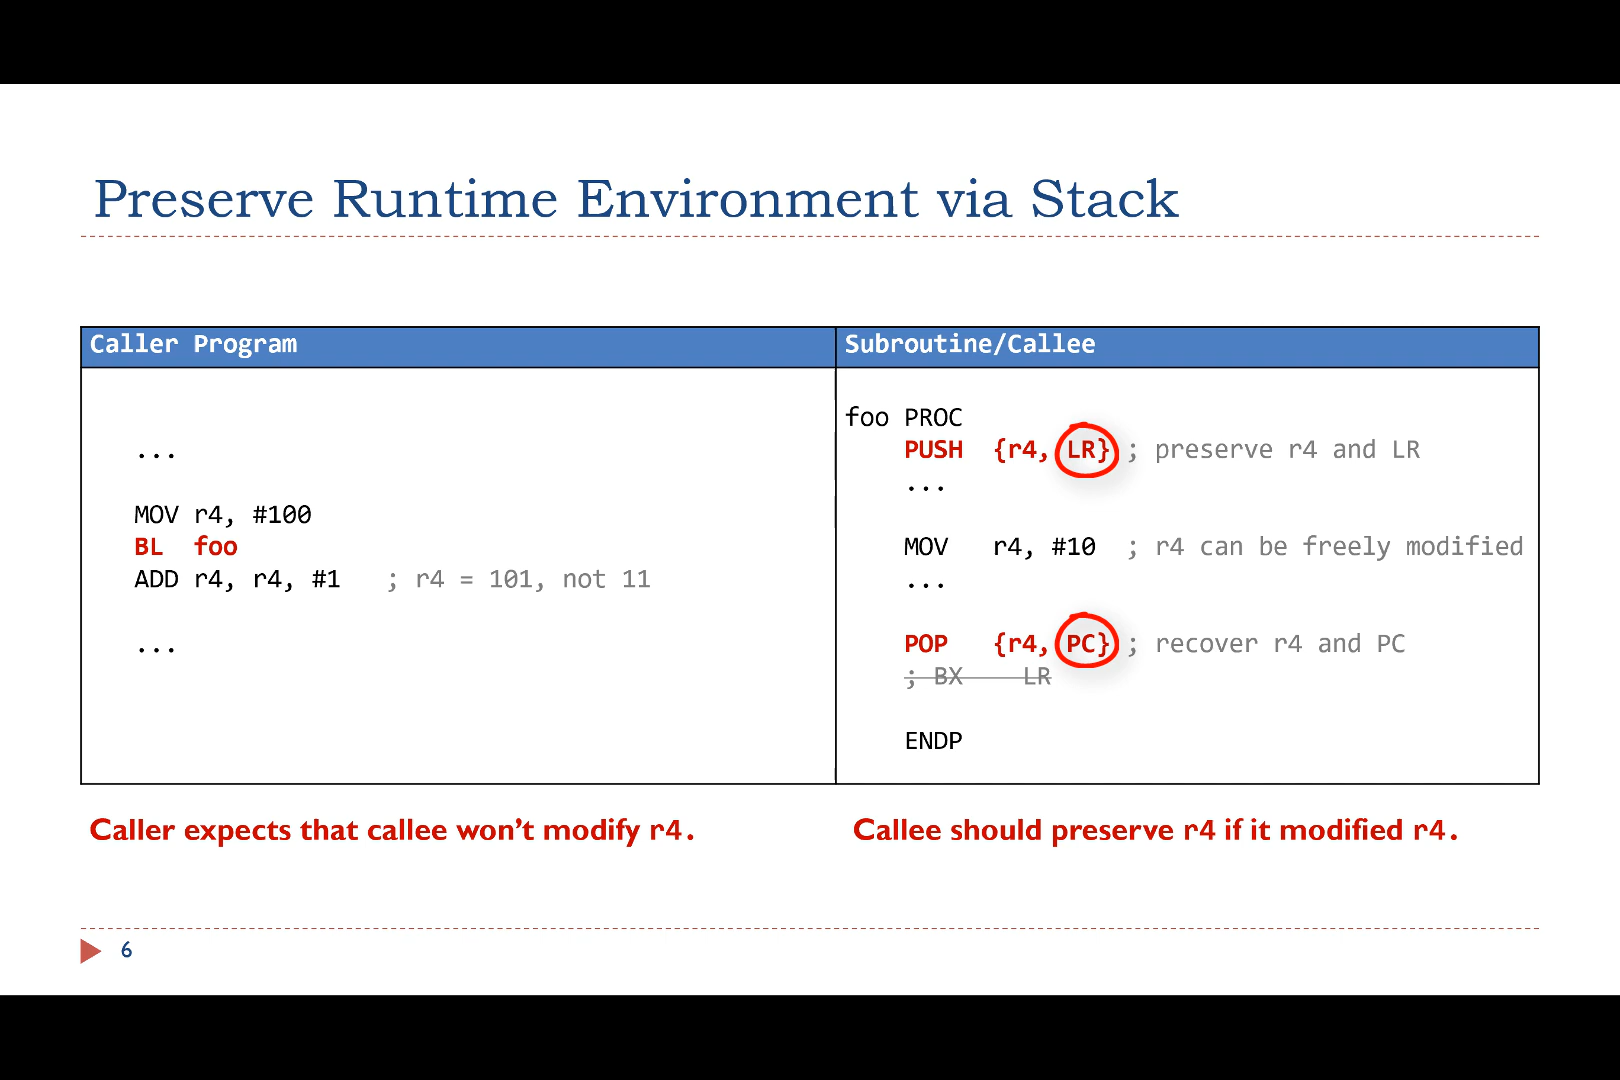 Preserve Runtime Environment via Stack
Caller Program
...
MOV r4, #100
BL  foo
ADD r4, r4, #1   ; r4 = 101, not 11
...
Subroutine/Callee
foo PROC
PUSH  {r4, LR} ; preserve r4 and LR
...
MOV   r4, #10  ; r4 can be freely modified
...
POP   {r4, PC} ; recover r4 and PC
; BX    LR
ENDP
Caller expects that callee won’t modify r4.
Callee should preserve r4 if it modified r4.
6